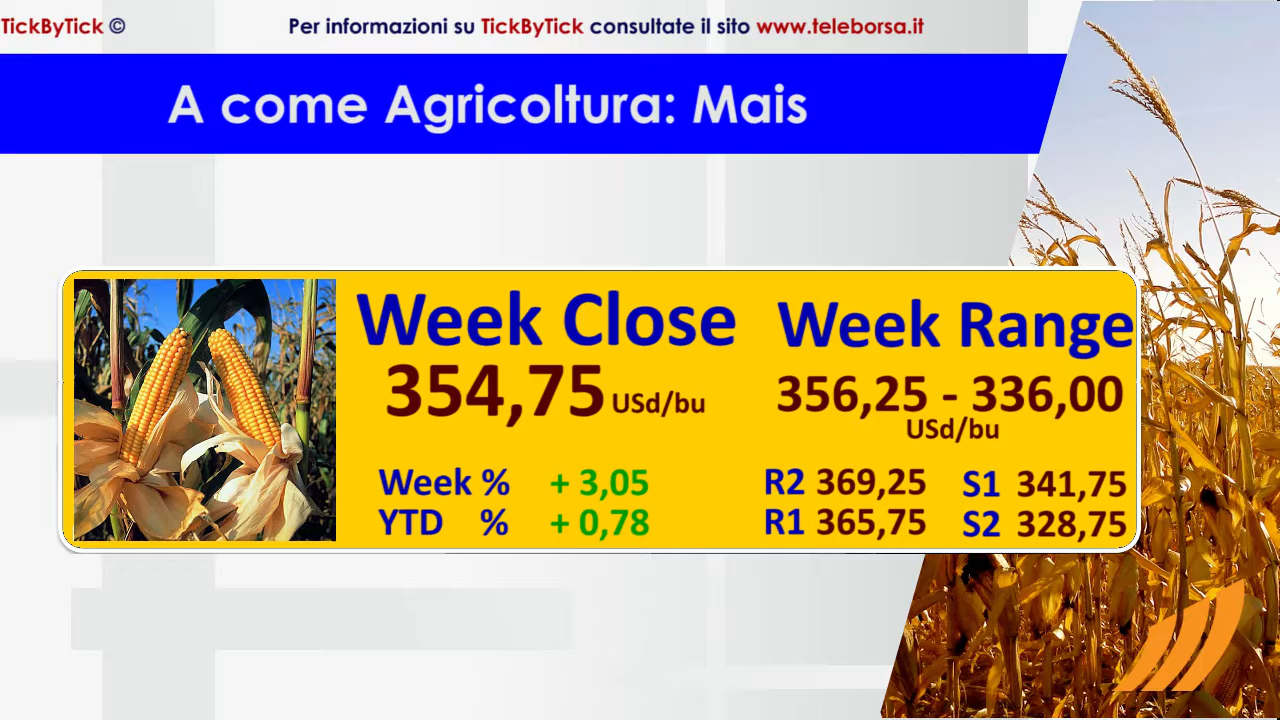 TickByTick ©
Per informazioni su TickByTick consultate il sito www.teleborsa.it
A come Agricoltura: Mais
Week Close
354,75 USd/bu
Week % + 3,05
YTD % + 0,78
Week Range
356,25 - 336,00
USd/bu
R2 369,25 S1 341,75
R1 365,75 S2 328,75